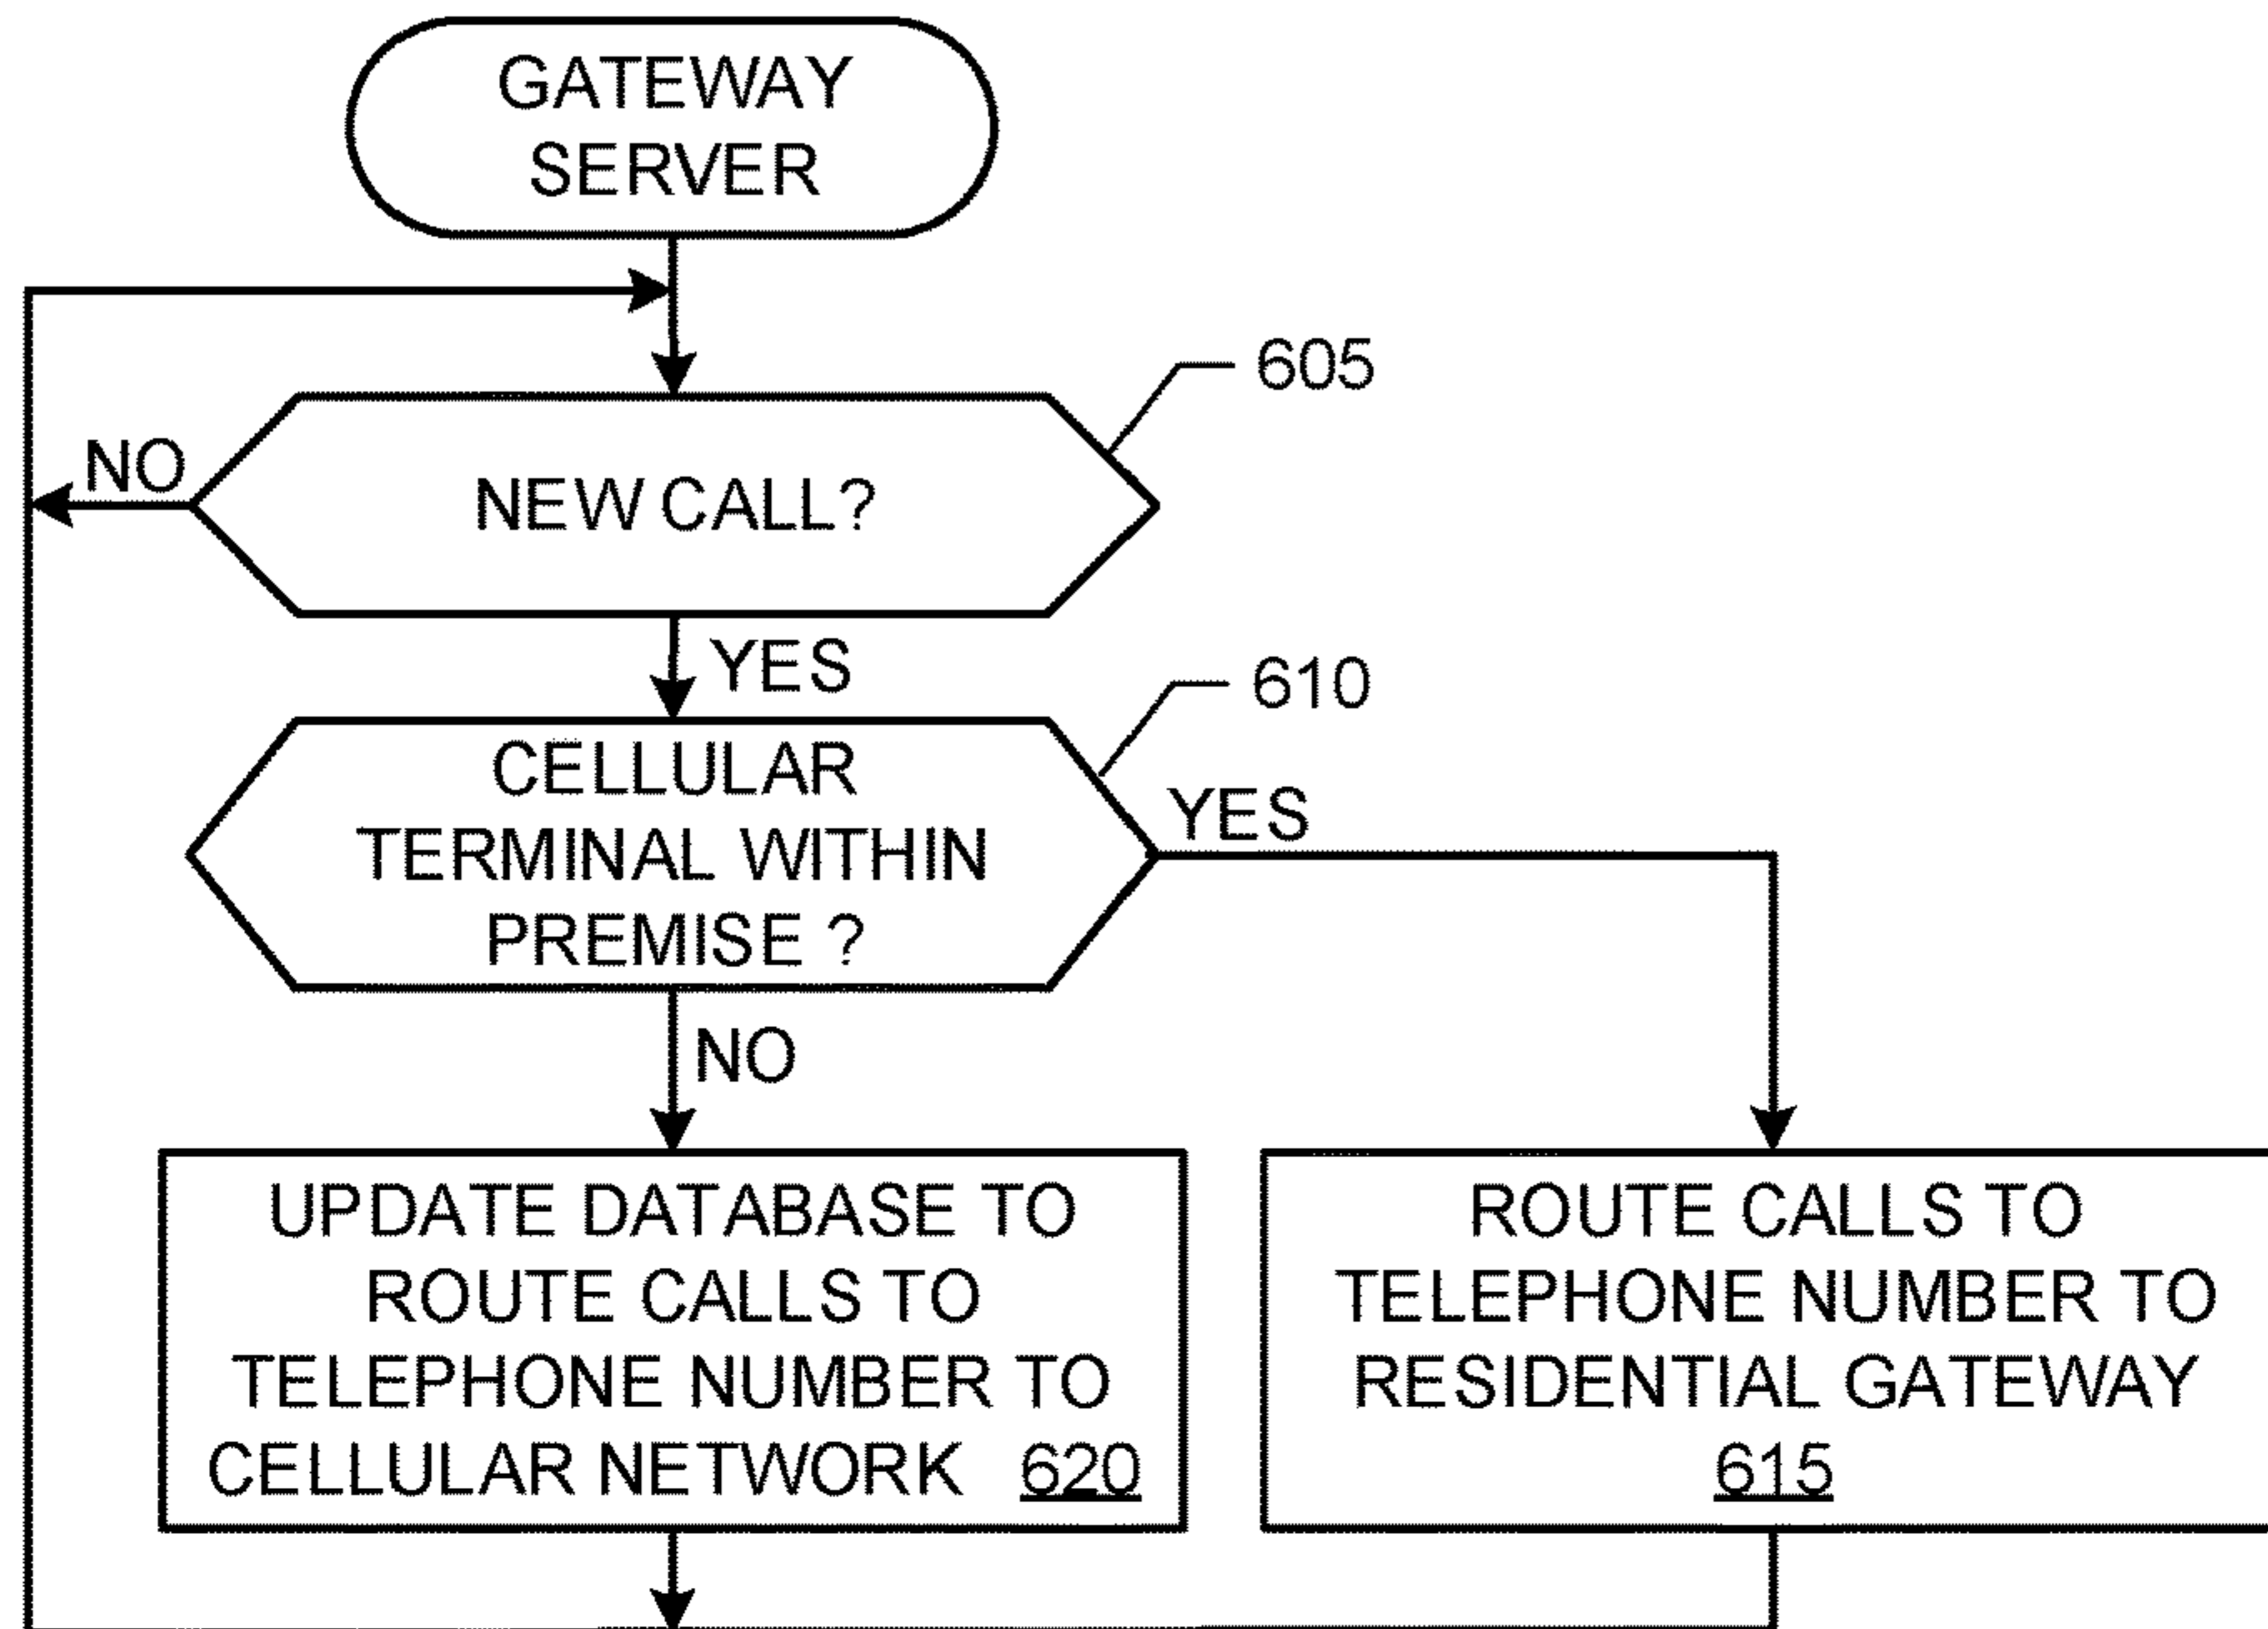 GATEWAY
SERVER
605
NO
NEW CALL?
YES
610
CELLULAR
TERMINAL WITHIN
PREMISE ?
YES
NO
UPDATE DATABASE TO
ROUTE CALLS TO
TELEPHONE NUMBER TO
CELLULAR NETWORK 620
ROUTE CALLS TO
TELEPHONE NUMBER TO
RESIDENTIAL GATEWAY
615